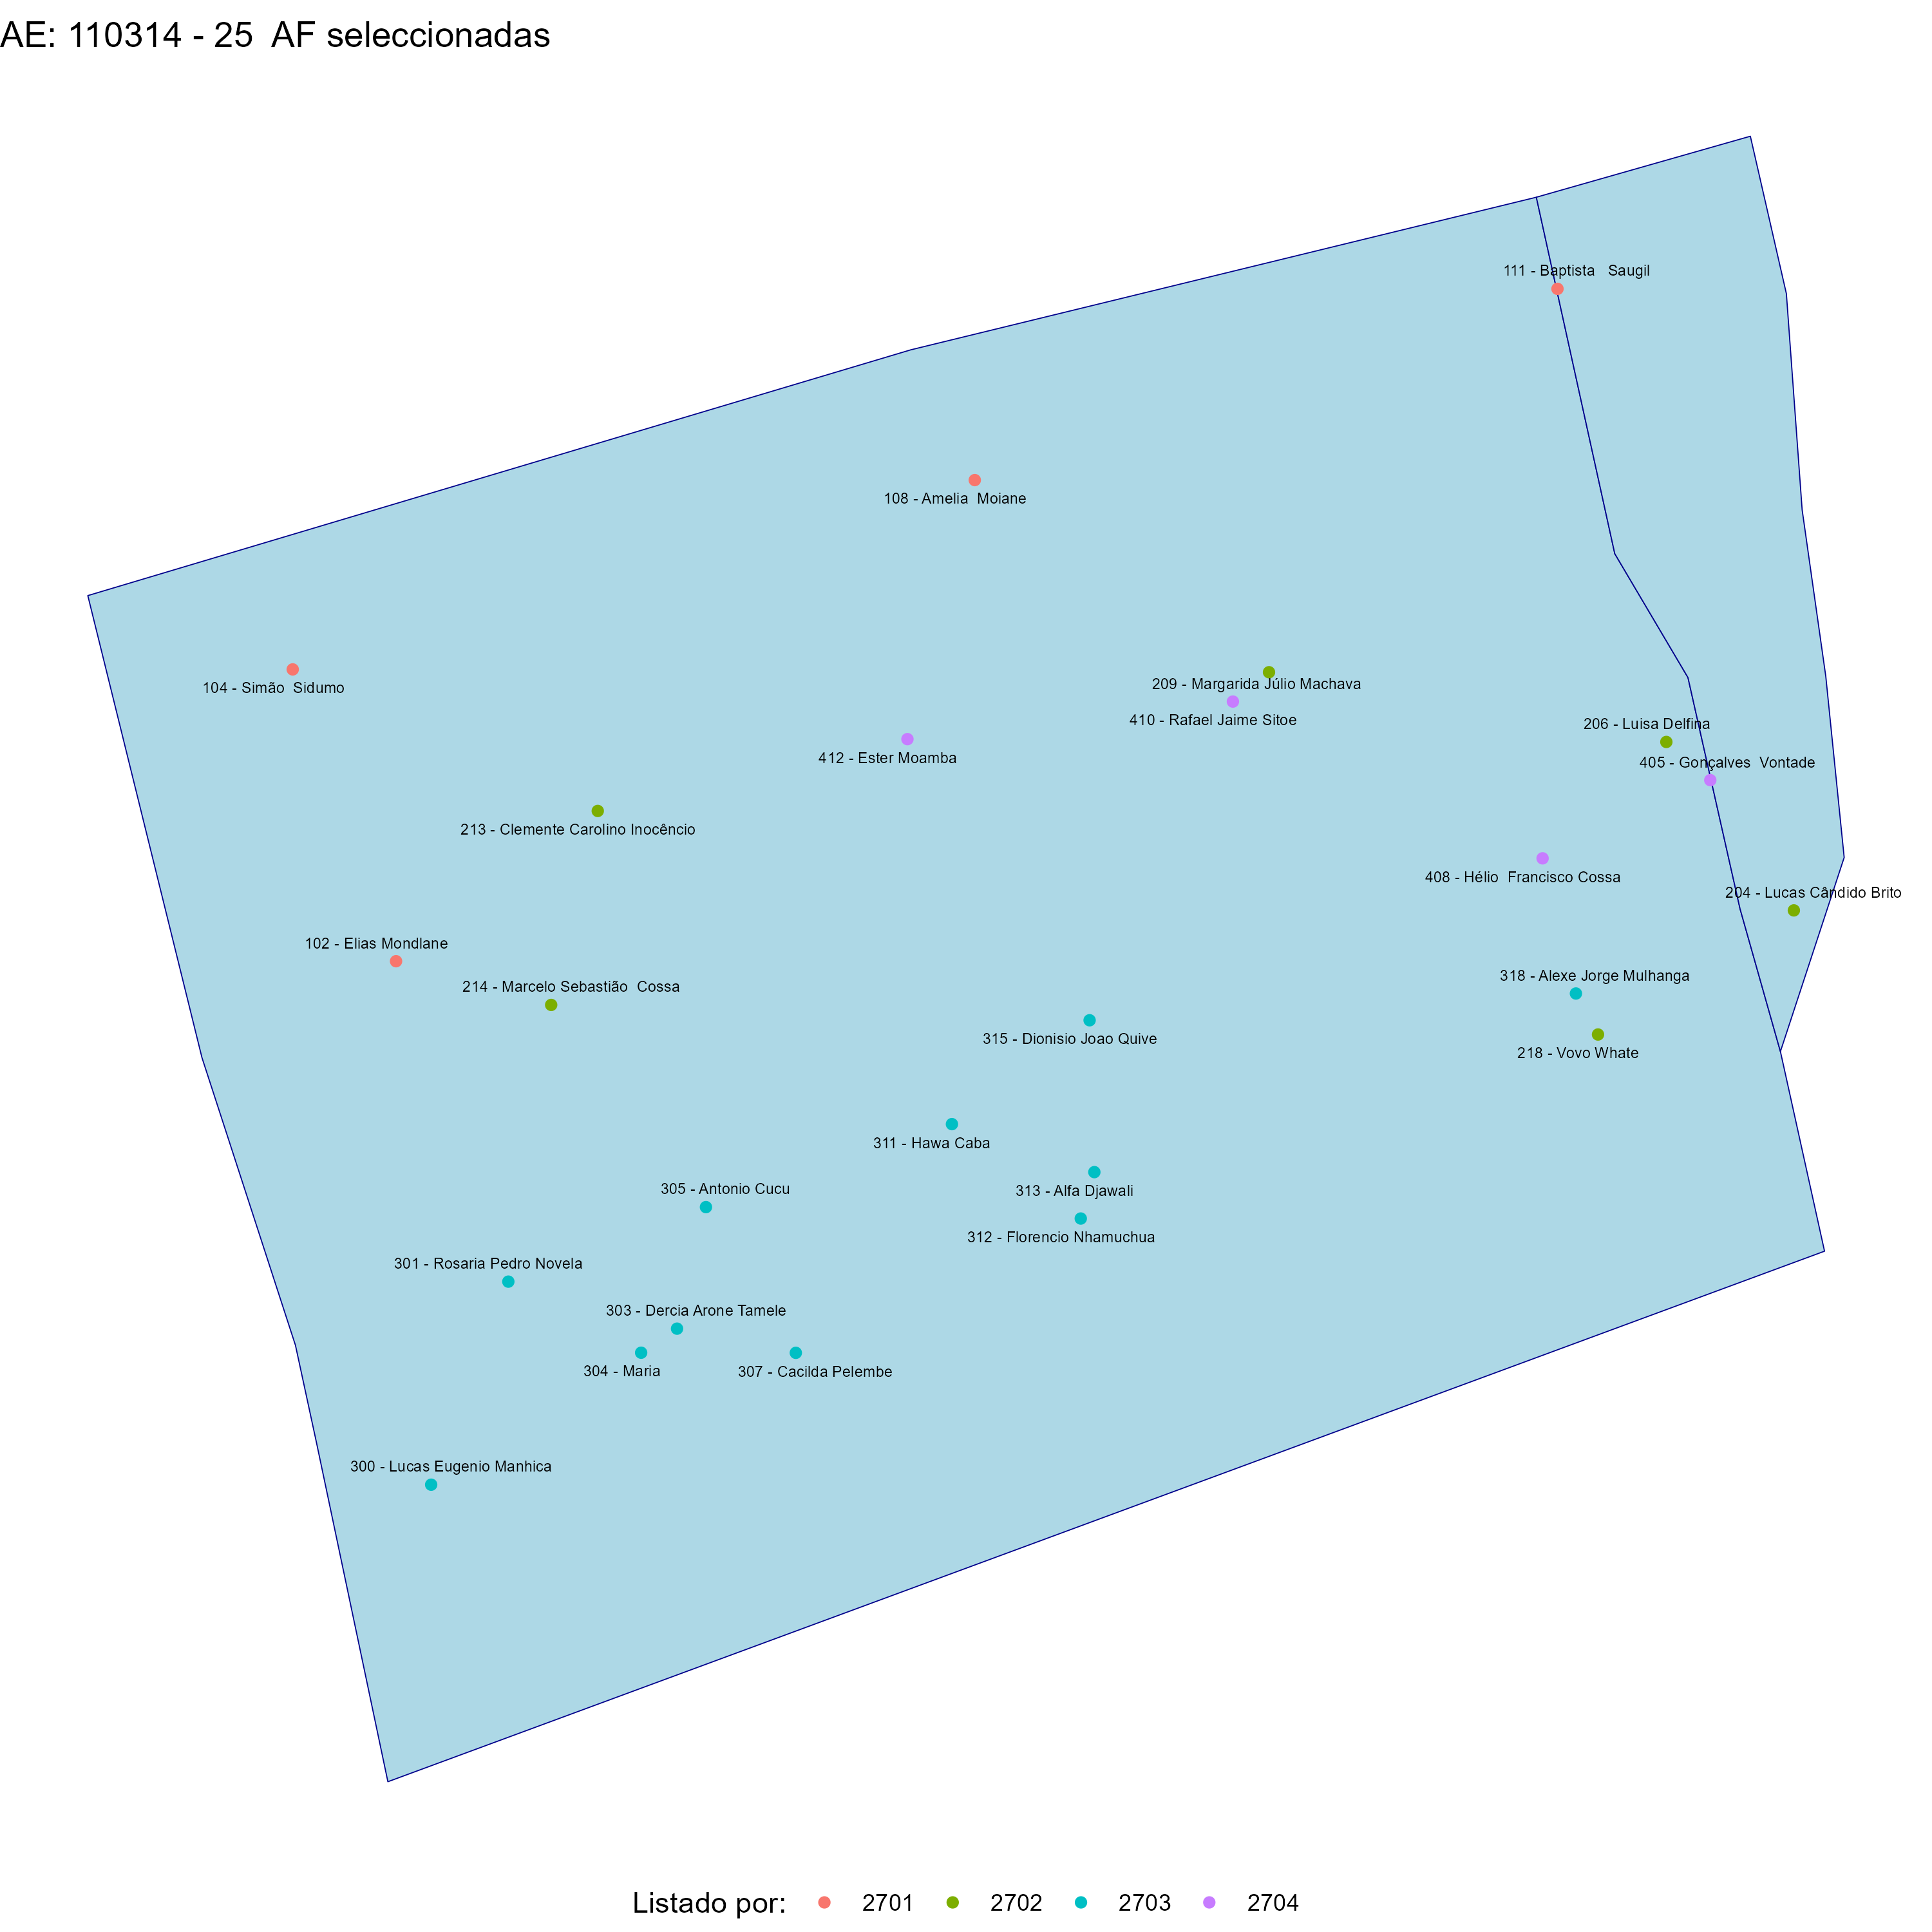 AE: 110314 - 25  AF seleccionadas
111 - Baptista   Saugil
108 - Amelia  Moiane
104 - Simão  Sidumo
209 - Margarida Júlio Machava
410 - Rafael Jaime Sitoe
206 - Luisa Delfina
412 - Ester Moamba
405 - Gonçalves  Vontade
213 - Clemente Carolino Inocêncio
408 - Hélio  Francisco Cossa
204 - Lucas Cândido Brito
102 - Elias Mondlane
318 - Alexe Jorge Mulhanga
214 - Marcelo Sebastião  Cossa
315 - Dionisio Joao Quive
218 - Vovo Whate
311 - Hawa Caba
305 - Antonio Cucu
313 - Alfa Djawali
312 - Florencio Nhamuchua
301 - Rosaria Pedro Novela
303 - Dercia Arone Tamele
304 - Maria
307 - Cacilda Pelembe
300 - Lucas Eugenio Manhica
Listado por: 2701 2702 2703 2704